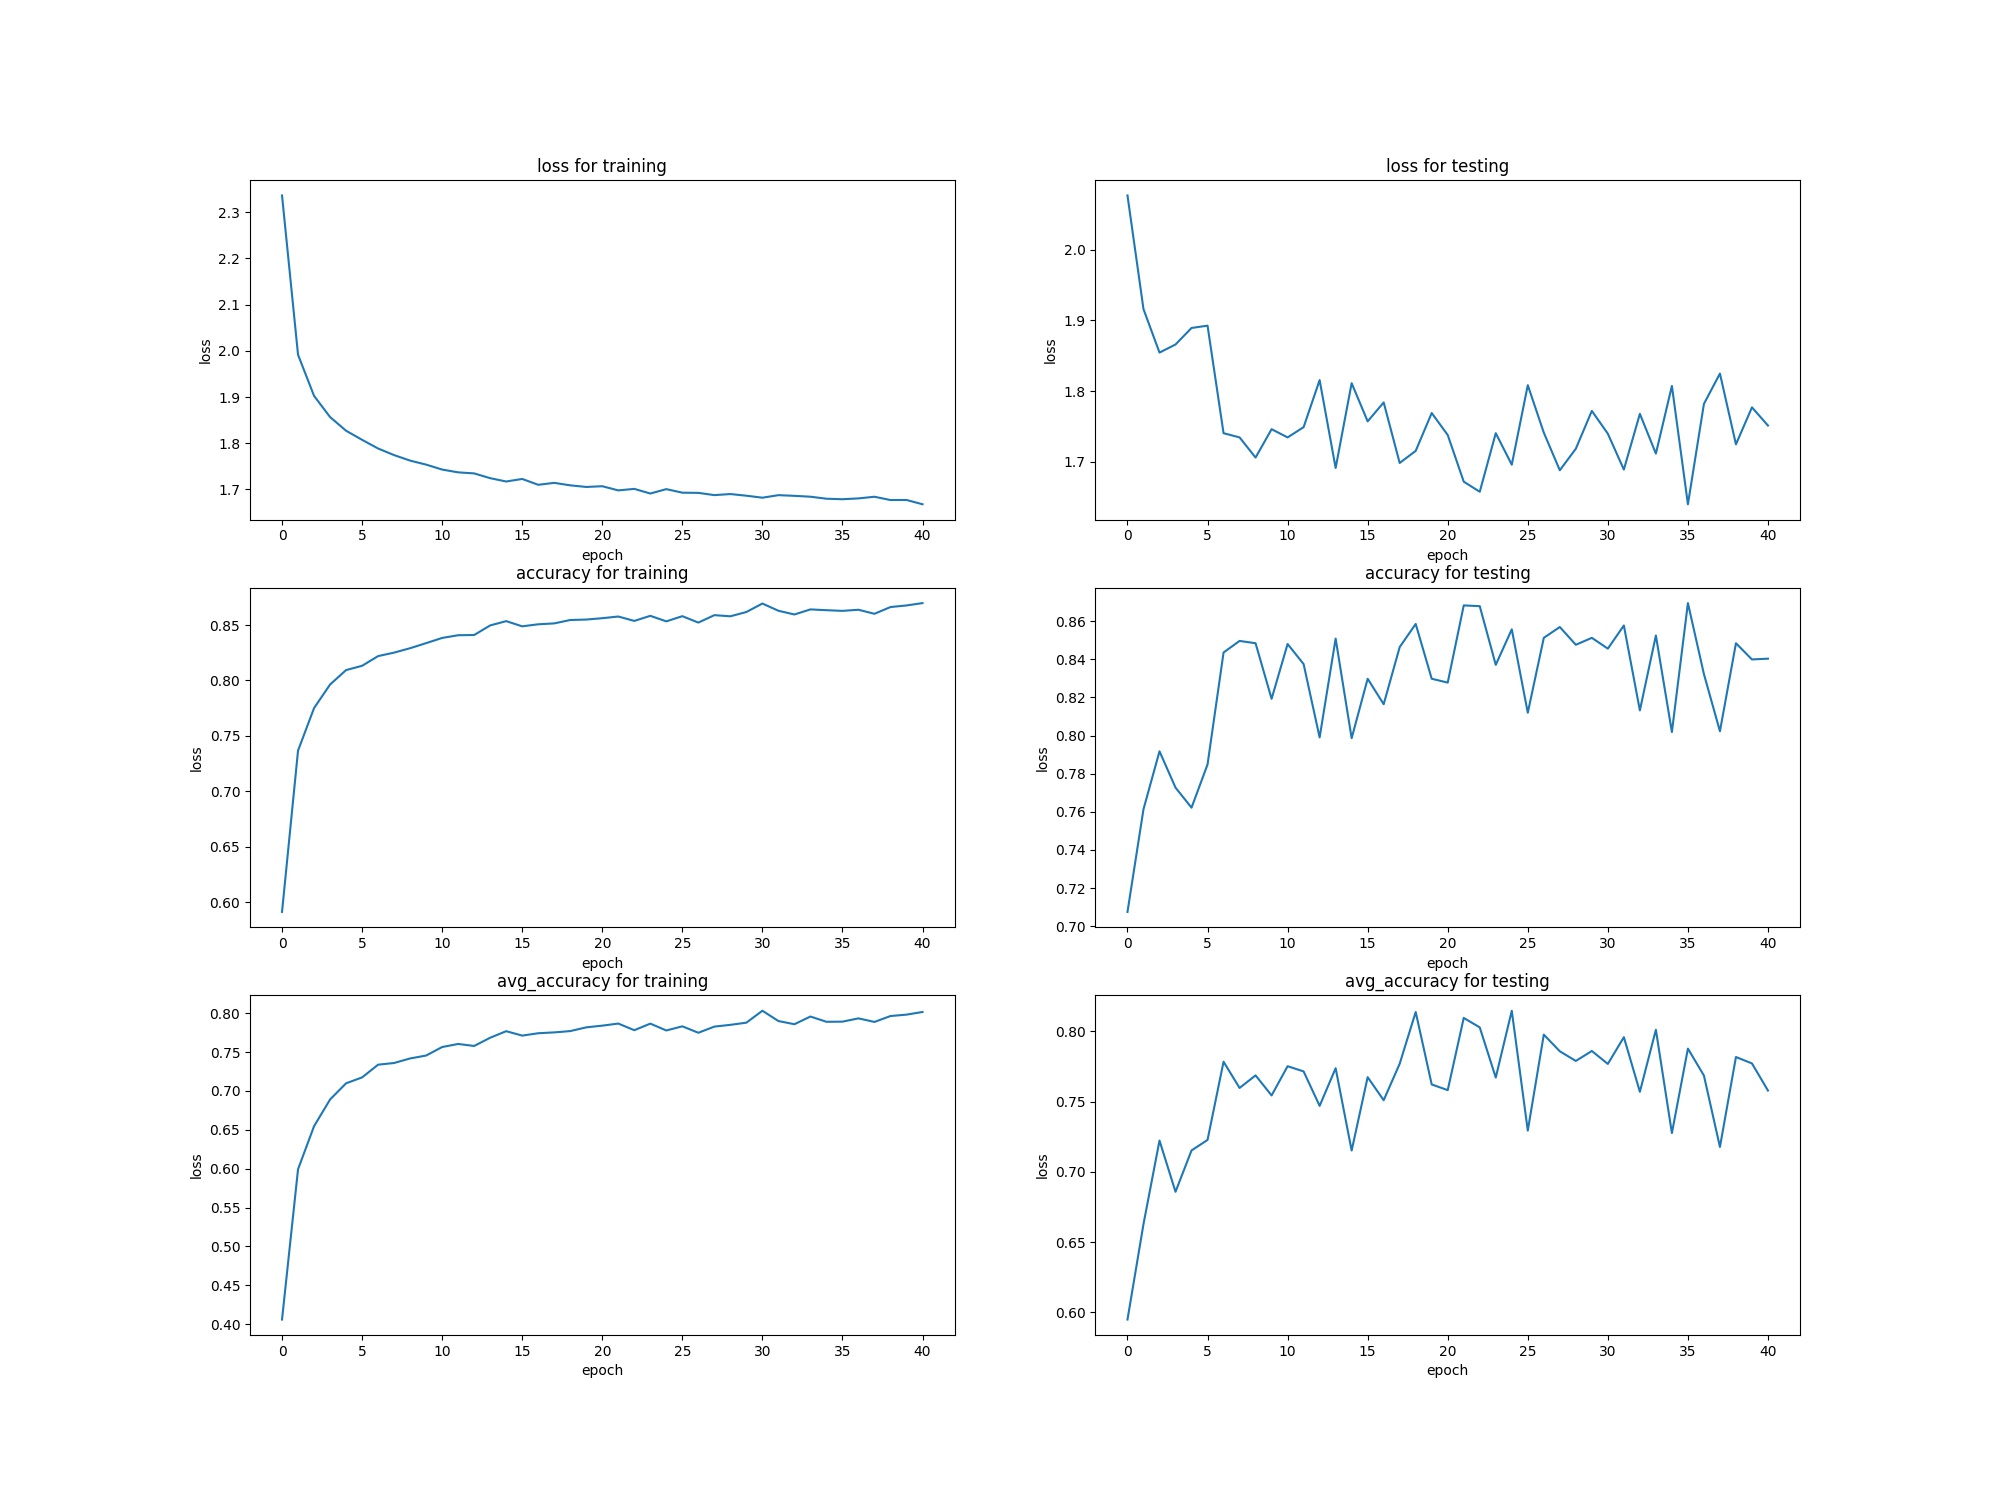 loss for training
loss
2.3
2.2
2.1
2.0
1.9
1.8
1.7
0 5 10 15 20 25 30 35 40
epoch
loss for testing
loss
2.0
1.9
1.8
1.7
0 5 10 15 20 25 30 35 40
epoch
accuracy for training
loss
0.85
0.80
0.75
0.70
0.65
0.60
0 5 10 15 20 25 30 35 40
epoch
accuracy for testing
loss
0.86
0.84
0.82
0.80
0.78
0.76
0.74
0.72
0.70
0 5 10 15 20 25 30 35 40
epoch
avg_accuracy for training
loss
0.80
0.75
0.70
0.65
0.60
0.55
0.50
0.45
0.40
0 5 10 15 20 25 30 35 40
epoch
avg_accuracy for testing
loss
0.80
0.75
0.70
0.65
0.60
0 5 10 15 20 25 30 35 40
epoch